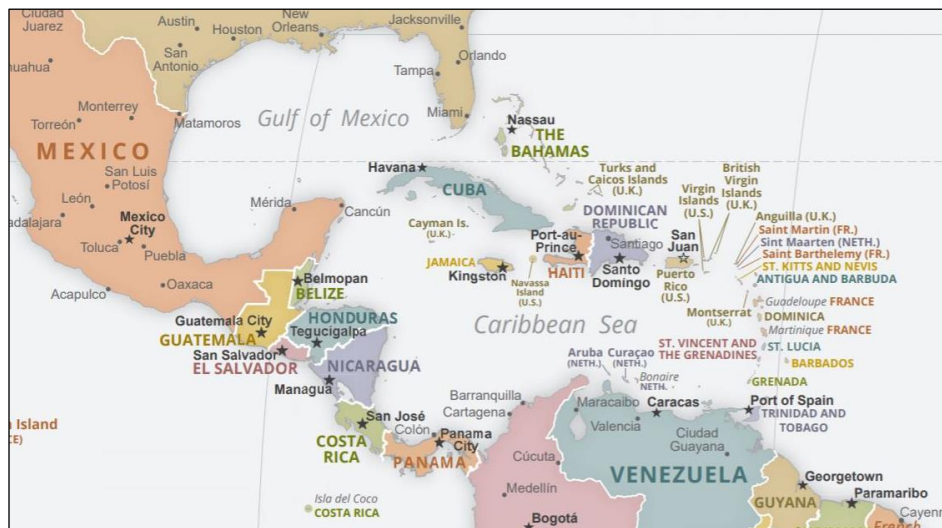 Ciudad
Juarez
Austin
Houston
New
Orleans
Jacksonville
San
Antonio
Orlando
Tampa
Monterrey
Torreón
Matamoros
Gulf of Mexico
Miami
Nassau
THE
BAHAMAS
MEXICO
San Luis
Potosí
Havana
CUBA
Turks and
Caicos Islands
(U.K.)
Virgin
Islands
(U.S.)
British
Virgin
Islands
(U.K.)
León
Mérida
Cancún
Mexico
City
Toluca
Puebla
Cayman Is.
(U.K.)
DOMINICAN
REPUBLIC
Port-au-
Prince
Santiago
San
Juan
Anguilla (U.K.)
Saint Martin (FR.)
Sint Maarten (NETH.)
Saint Barthelemy (FR.)
ST. KITTS AND NEVIS
ANTIGUA AND BARBUDA
JAMAICA
Kingston
HAITI
Santo
Domingo
Puerto
Rico
(U.S.)
Navassa
Island
(U.S.)
Acapulco
Oaxaca
Belmopan
BELIZE
Montserrat
(U.K.)
Guadeloupe FRANCE
DOMINICA
Martinique FRANCE
Guatemala City
GUATEMALA
HONDURAS
Tegucigalpa
Caribbean Sea
San Salvador
EL SALVADOR
NICARAGUA
Managua
ST. VINCENT AND
THE GRENADINES
ST. LUCIA
BARBADOS
Aruba
(NETH.)
Curaçao
(NETH.)
Bonaire
NETH.
GRENADA
Barranquilla
Cartagena
Maracaibo
Caracas
Valencia
Port of Spain
TRINIDAD AND
TOBAGO
San José
Colón
Panama
City
COSTA
RICA
PANAMA
Island
Cúcuta
Ciudad
Guayana
VENEZUELA
Medellín
Isla del Coco
COSTA RICA
Bogotá
Georgetown
GUYANA
Paramaribo
French